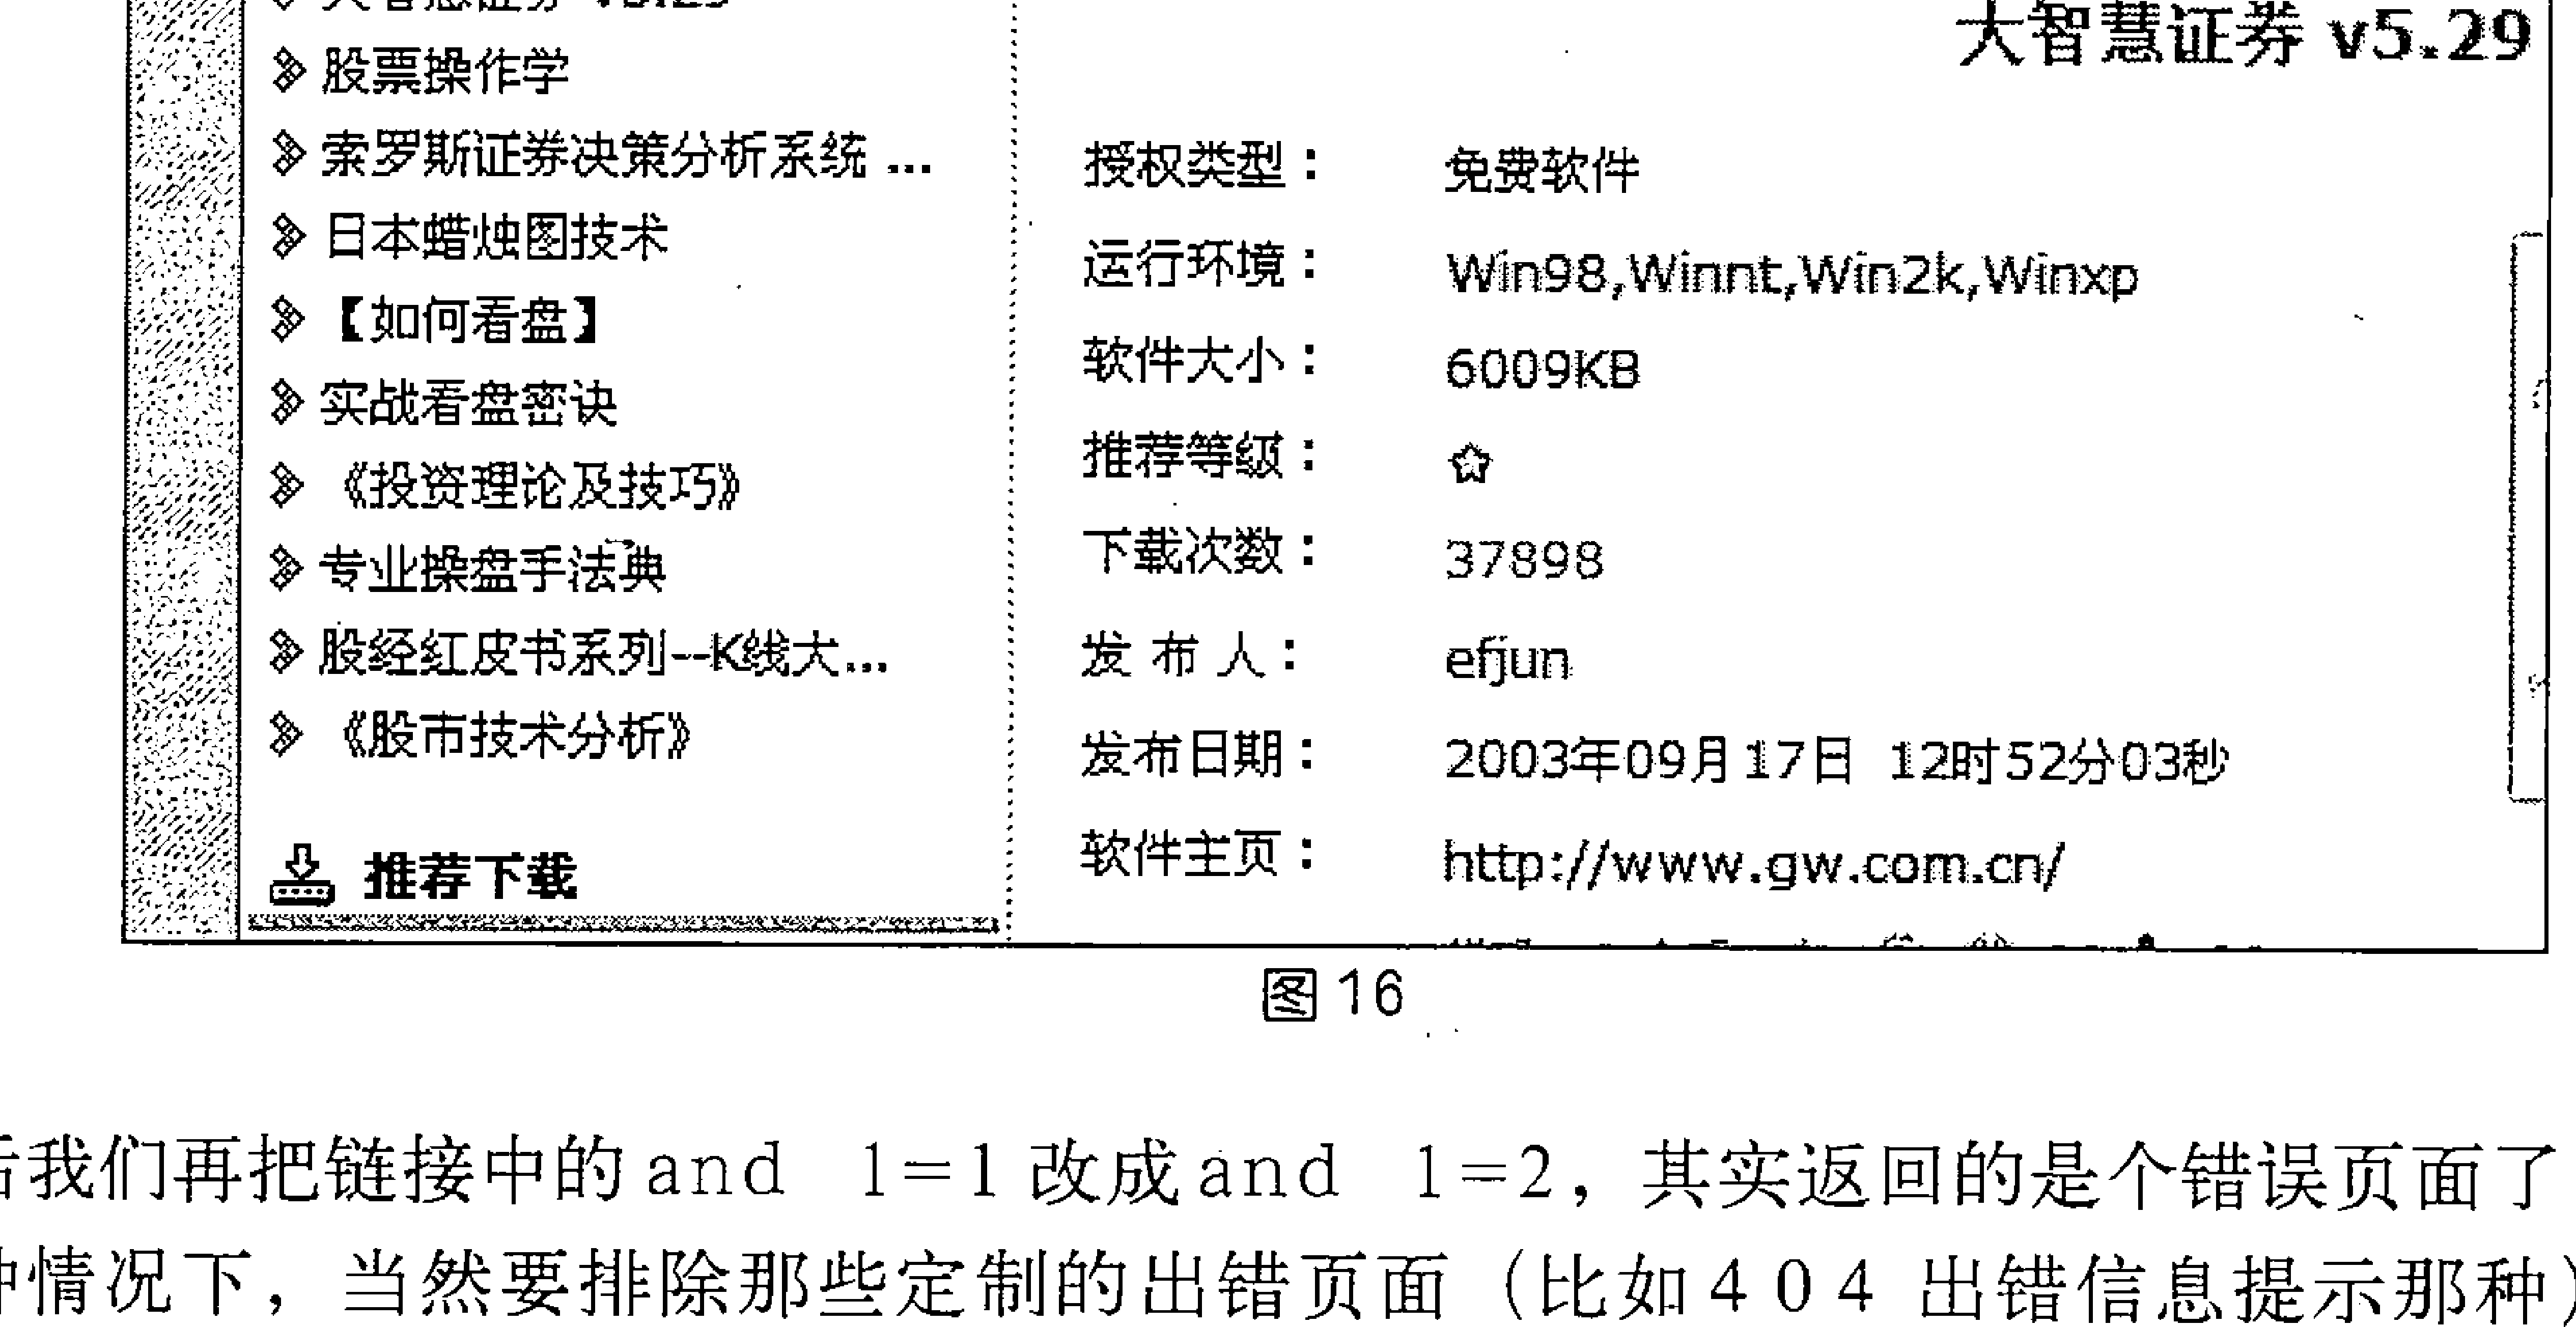 股票操作学
索罗斯证券决策分析系统 ...
日本蜡烛图技术
【如何看盘】
实战看盘密诀
《投资理论及技巧》
专业操盘手法典
股经红皮书系列--K线大...
《股市技术分析》
推荐下载
大智慧证券 v5.29
授权类型： 免费软件
运行环境： Win98,Winnt,Win2k,Winxp
软件大小： 6009KB
推荐等级： ☆
下载次数： 37898
发 布 人： efjun
发布日期： 2003年09月17日 12时52分03秒
软件主页： http://www.gw.com.cn/
图 16
后我们再把链接中的and 1=1改成and 1=2，其实返回的是个错误页面了
种情况下，当然要排除那些定制的出错页面（比如404 出错信息提示那种）